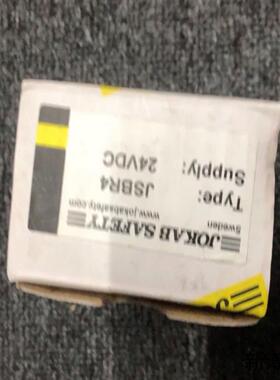 JOKAB SAFETY
Sweden
www.jokabsafety.com
Type: JSBR4
Supply: 24VDC